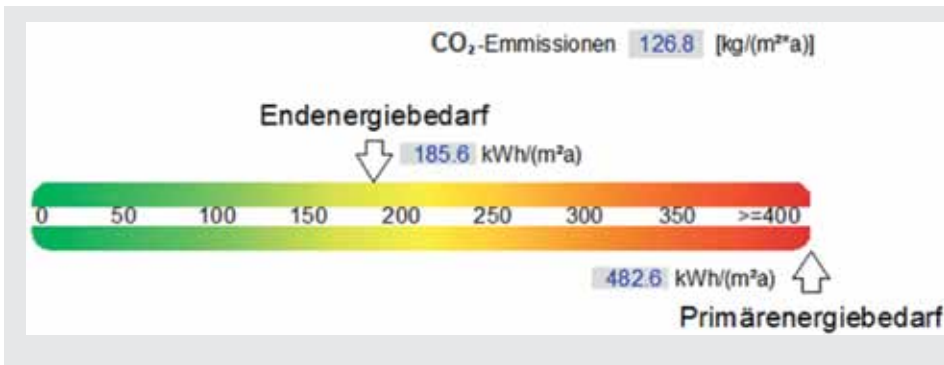 CO₂-Emmissionen 126.8 [kg/(m²*a)]
Endenergiebedarf
185.6 kWh/(m²a)
0 50 100 150 200 250 300 350 >=400
482.6 kWh/(m²a)
Primärenergiebedarf